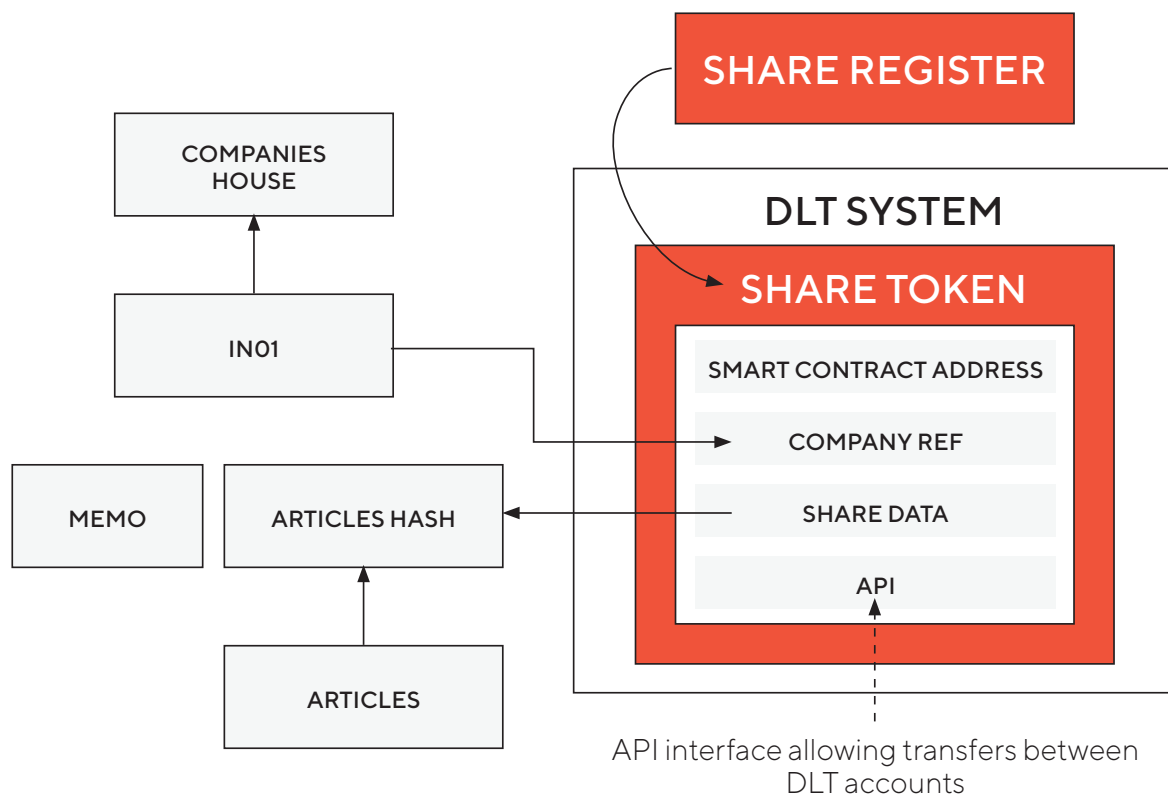 SHARE REGISTER
COMPANIES
HOUSE
DLT SYSTEM
SHARE TOKEN
IN01
SMART CONTRACT ADDRESS
COMPANY REF
MEMO
ARTICLES HASH
SHARE DATA
API
ARTICLES
API interface allowing transfers between
DLT accounts